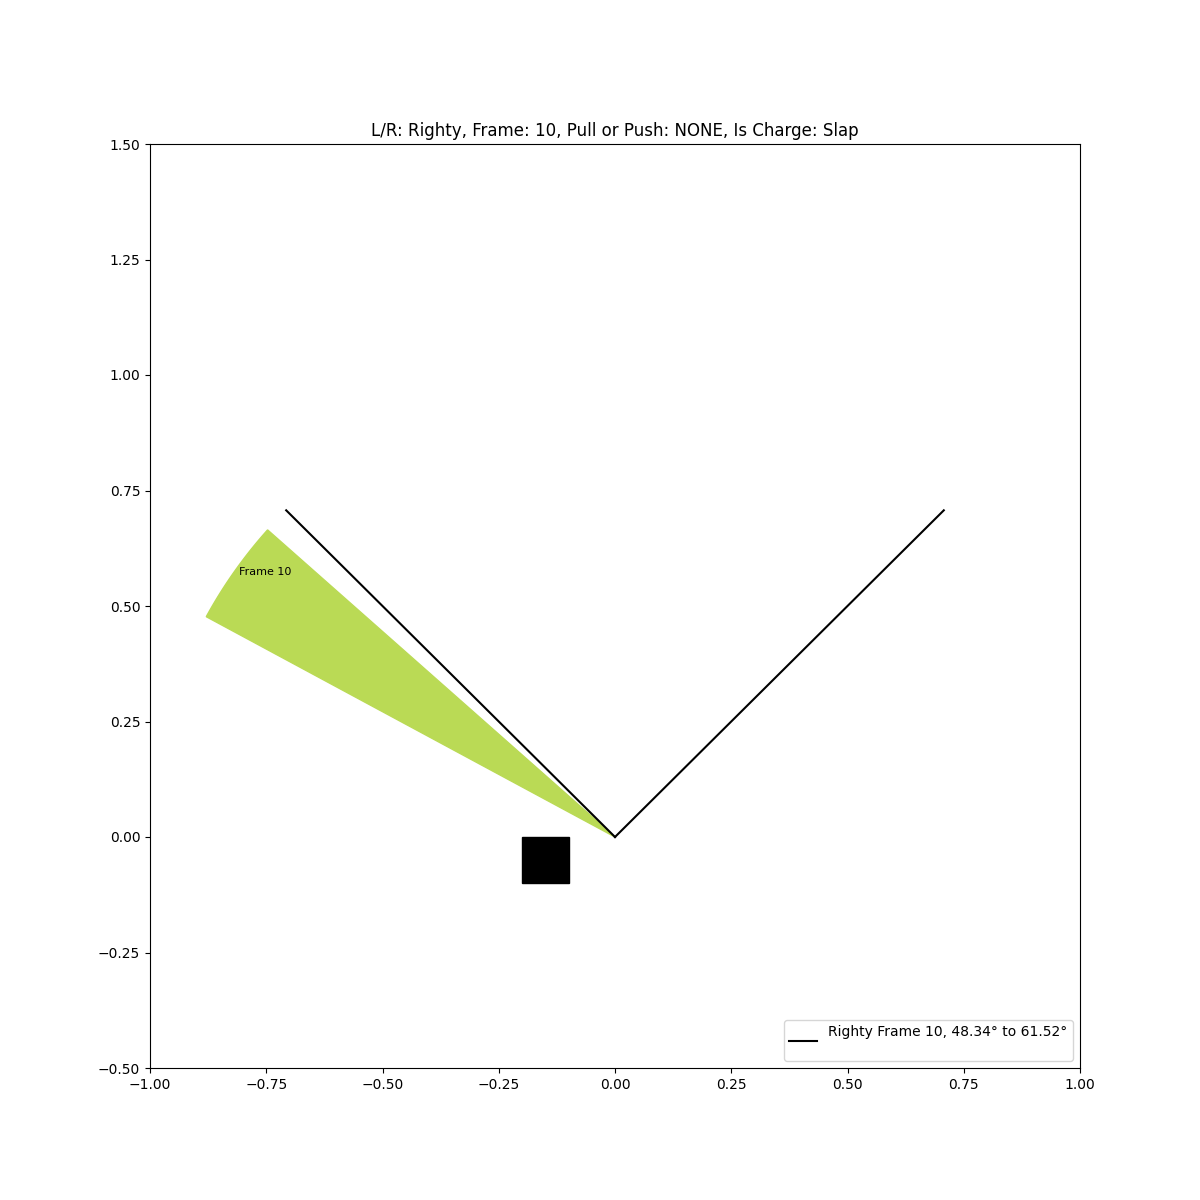 L/R: Righty, Frame: 10, Pull or Push: NONE, Is Charge: Slap
1.50
1.25
1.00
0.75
0.50
0.25
0.00
−0.25
−0.50
Frame 10
Righty Frame 10, 48.34° to 61.52°
−1.00 −0.75 −0.50 −0.25 0.00 0.25 0.50 0.75 1.00